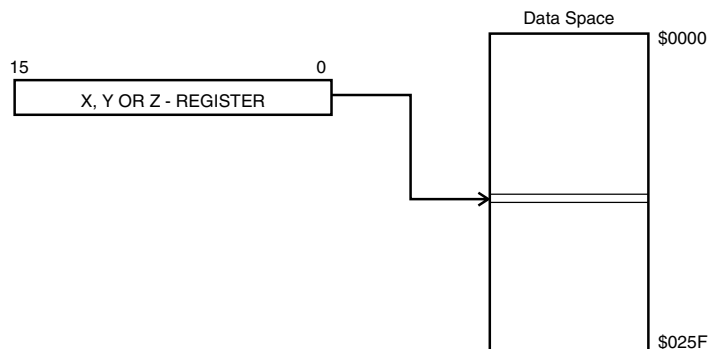 Data Space
$0000
15 0
X, Y OR Z - REGISTER
$025F